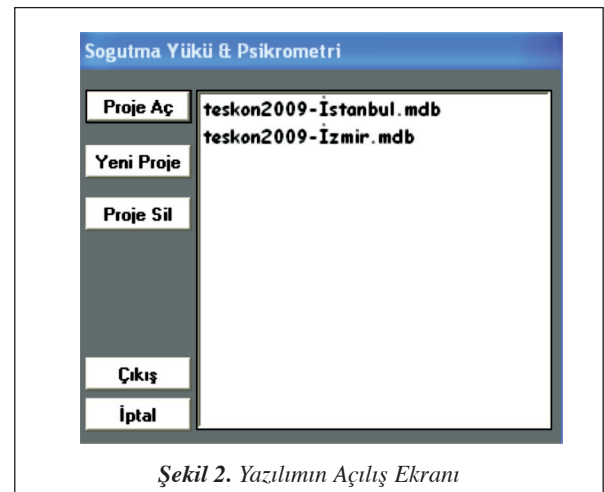 Sogutma Yükü & Psikrometri
Proje Aç
Yeni Proje
Proje Sil
Çıkış
İptal
teskon2009-İstanbul.mdb
teskon2009-İzmir.mdb
Şekil 2. Yazılımın Açılış Ekranı